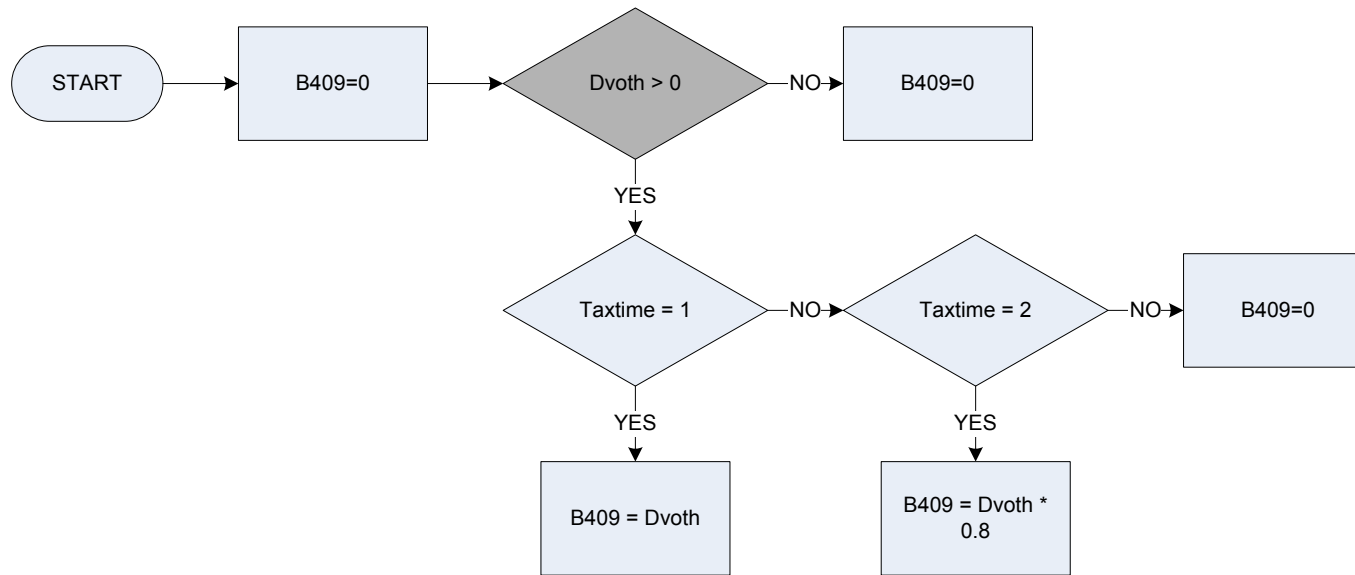 START
B409=0
Dvoth > 0
NO
B409=0
YES
Taxtime = 1
NO
Taxtime = 2
NO
B409=0
YES
YES
B409 = Dvoth
B409 = Dvoth *
0.8